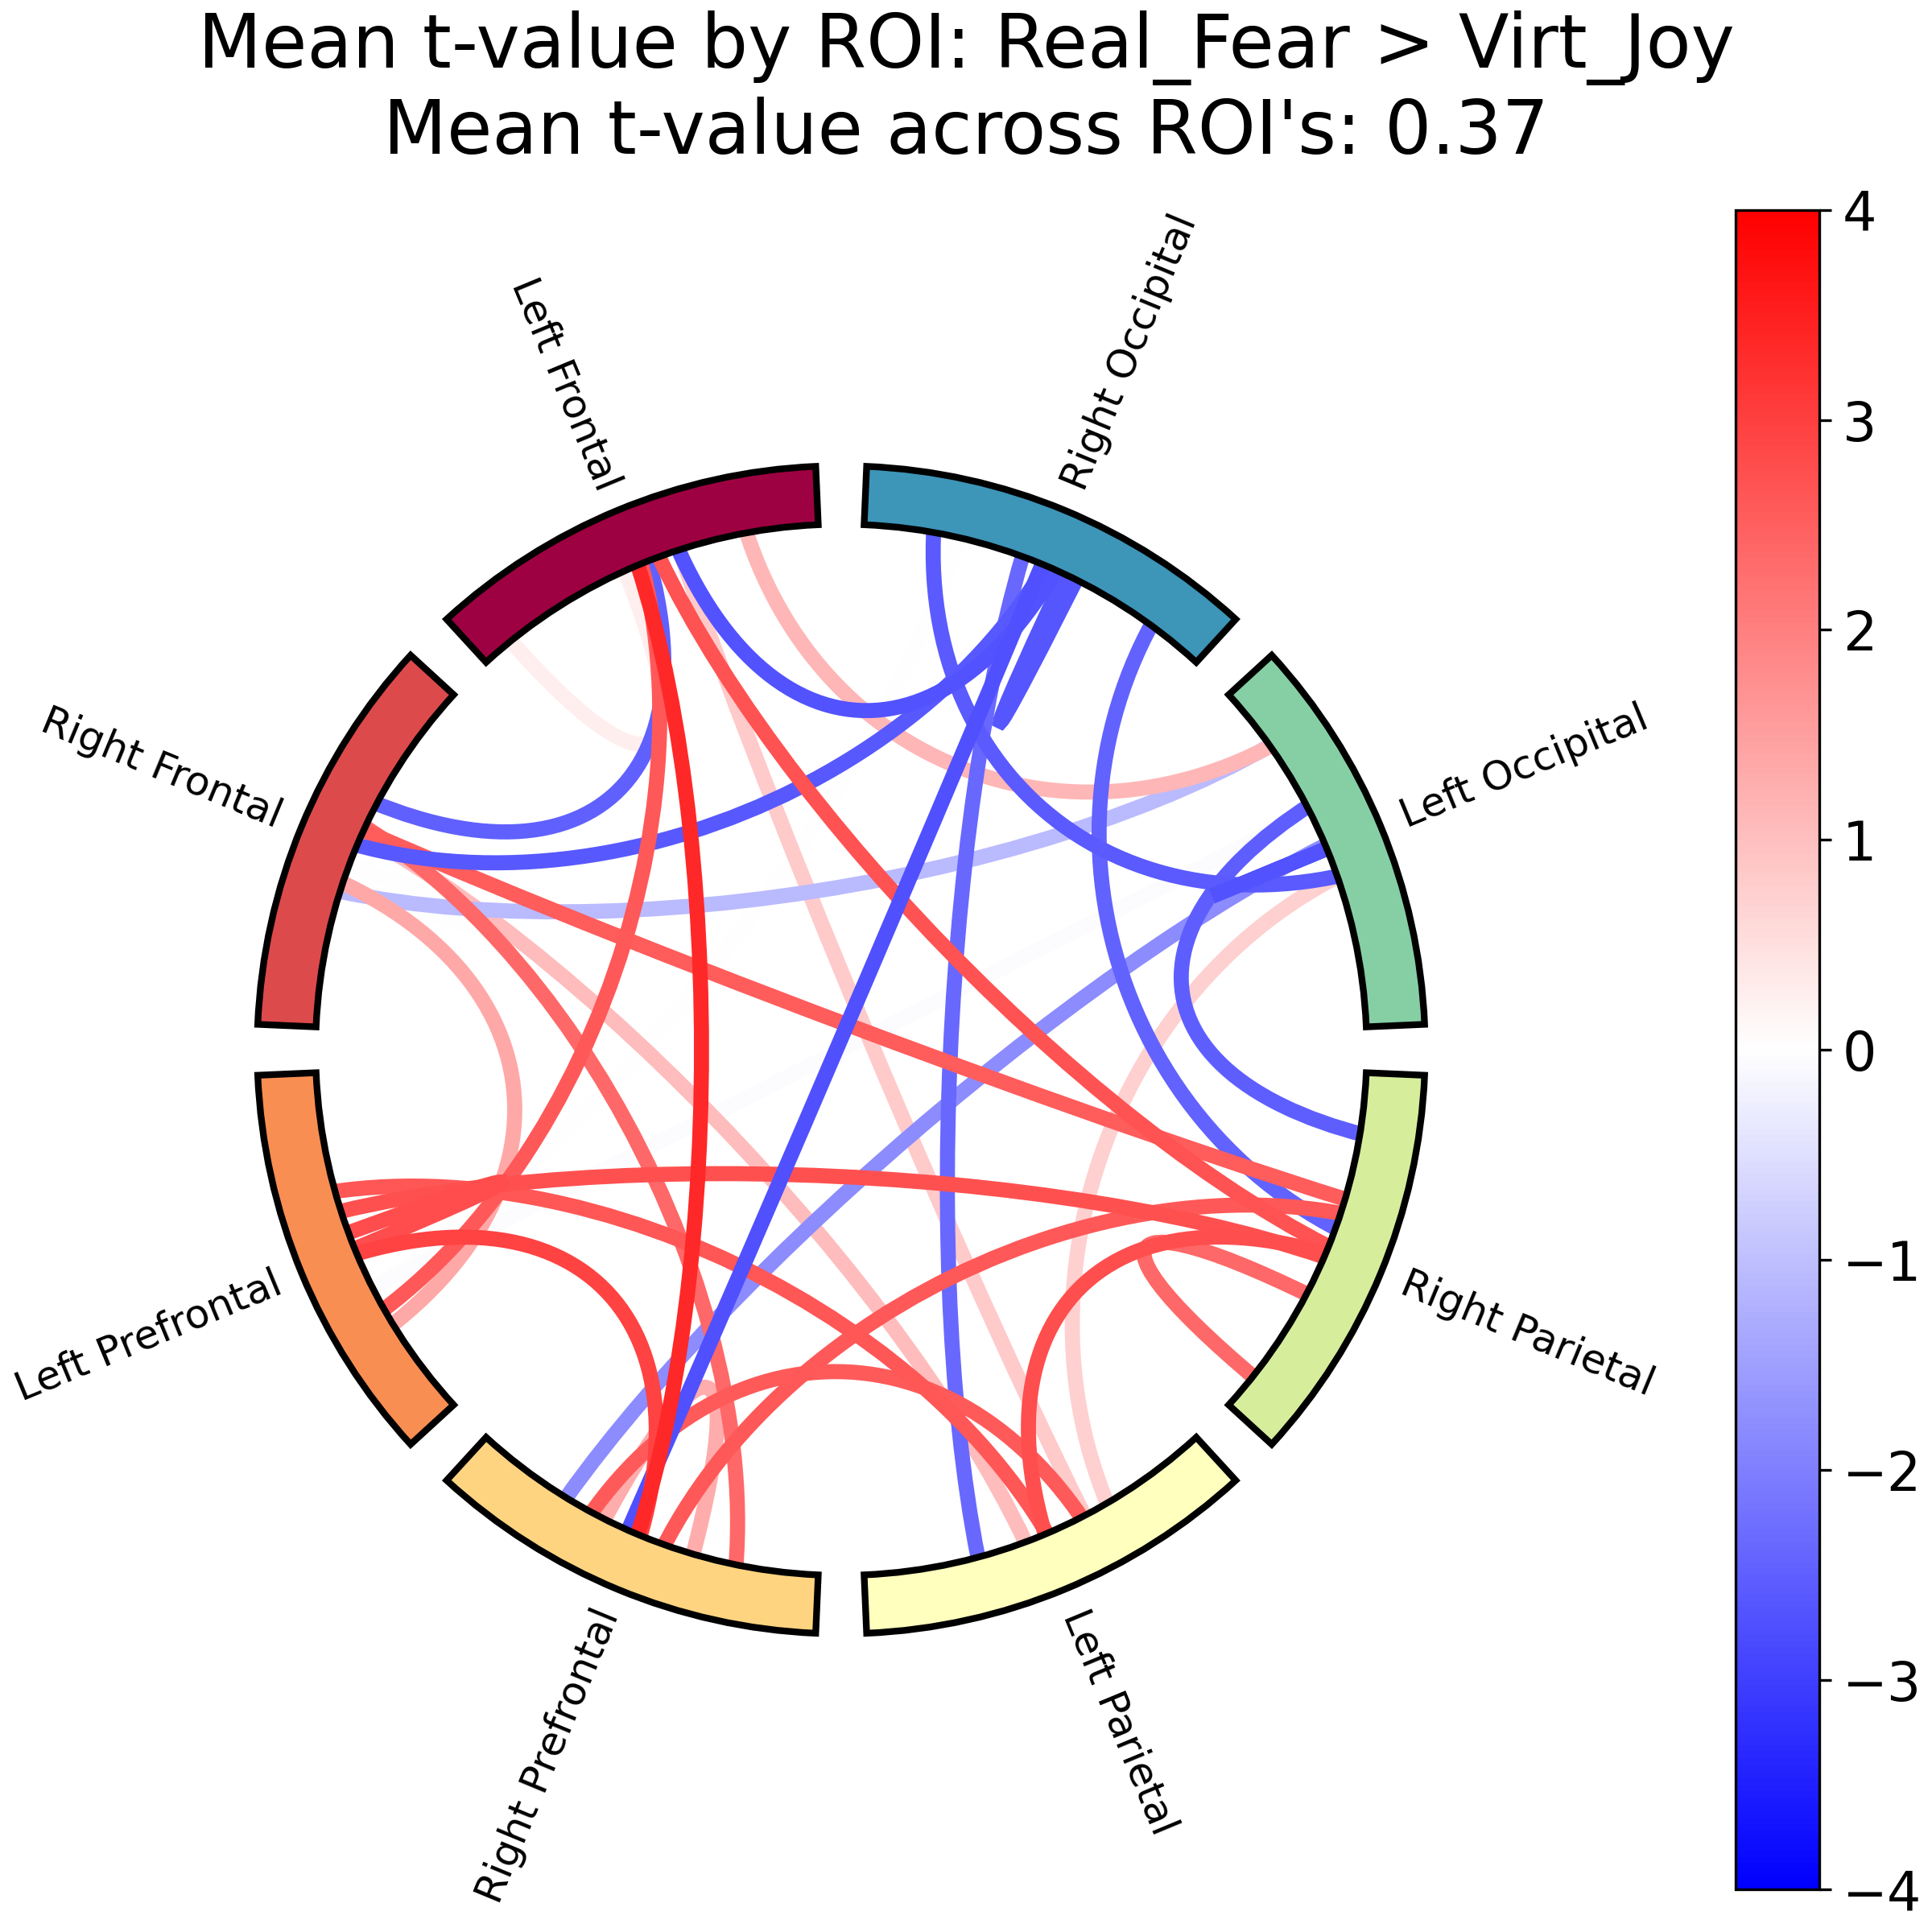 Mean t-value by ROI: Real_Fear > Virt_Joy
Mean t-value across ROI's: 0.37
Right Occipital
Left Frontal
Left Occipital
Right Frontal
Right Parietal
Left Prefrontal
Left Parietal
Right Prefrontal
4
3
2
1
0
−1
−2
−3
−4